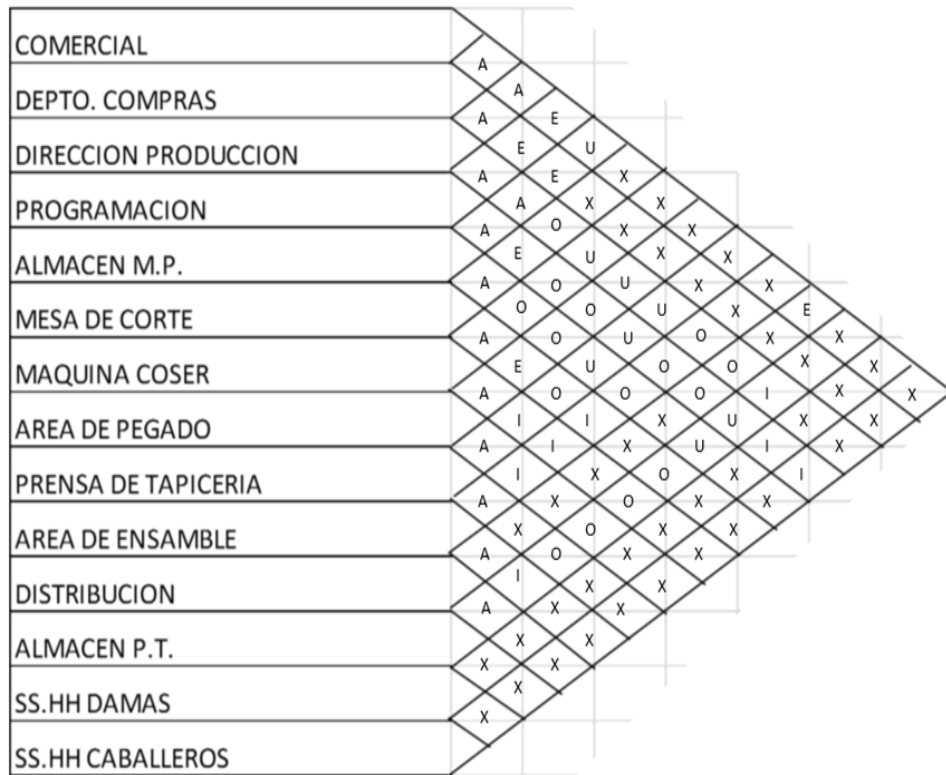 COMERCIAL
A
A
DEPTO. COMPRAS
A E
E U
DIRECCION PRODUCCION
A E X
A X X
PROGRAMACION
A O X X
E U X X
ALMACEN M.P.
A O U X X
O O U X E
MESA DE CORTE
A O U O X X
E U O O X X
MAQUINA COSER
A O O O I X X
I I X U X X
AREA DE PEGADO
A I X U I X
I X O X I
PRENSA DE TAPICERIA
A X O X X
X O X X
AREA DE ENSAMBLE
A O X X
I X X
DISTRIBUCION
A X X
X X
ALMACEN P.T.
X X
X
SS.HH DAMAS
X
SS.HH CABALLEROS